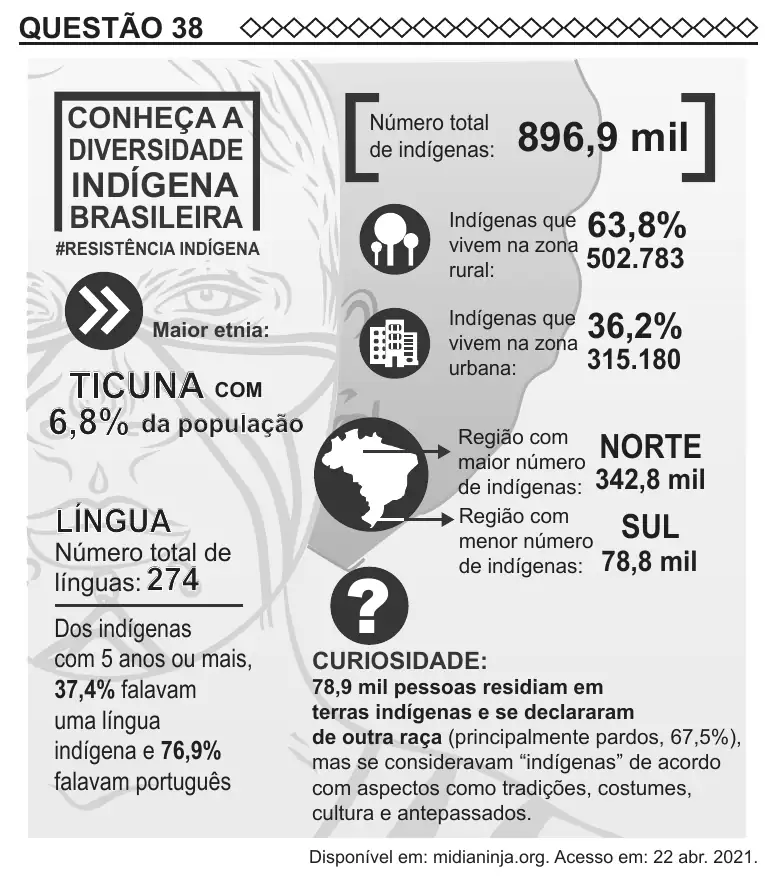 QUESTÃO 38
CONHEÇA A
DIVERSIDADE
INDÍGENA
BRASILEIRA
#RESISTÊNCIA INDÍGENA
Maior etnia:
TICUNA COM
6,8% da população
LÍNGUA
Número total de
línguas: 274
Dos indígenas
com 5 anos ou mais,
37,4% falavam
uma língua
indígena e 76,9%
falavam português
Número total
de indígenas:
896,9 mil
Indígenas que
vivem na zona
rural:
63,8%
502.783
Indígenas que
vivem na zona
urbana:
36,2%
315.180
Região com
maior número
de indígenas:
NORTE
342,8 mil
Região com
menor número
de indígenas:
SUL
78,8 mil
?
CURIOSIDADE:
78,9 mil pessoas residiam em
terras indígenas e se declararam
de outra raça (principalmente pardos, 67,5%),
mas se consideravam “indígenas” de acordo
com aspectos como tradições, costumes,
cultura e antepassados.
Disponível em: midianinja.org. Acesso em: 22 abr. 2021.